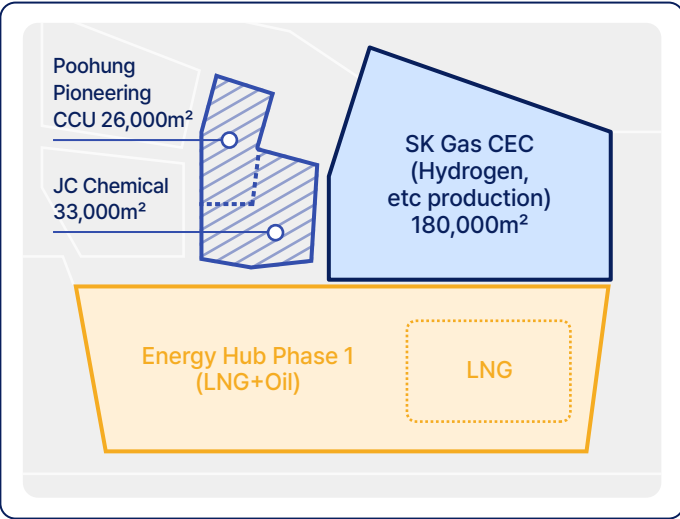 Poohung
Pioneering
CCU 26,000m²
JC Chemical
33,000m²
SK Gas CEC
(Hydrogen,
etc production)
180,000m²
Energy Hub Phase 1
(LNG+Oil)
LNG